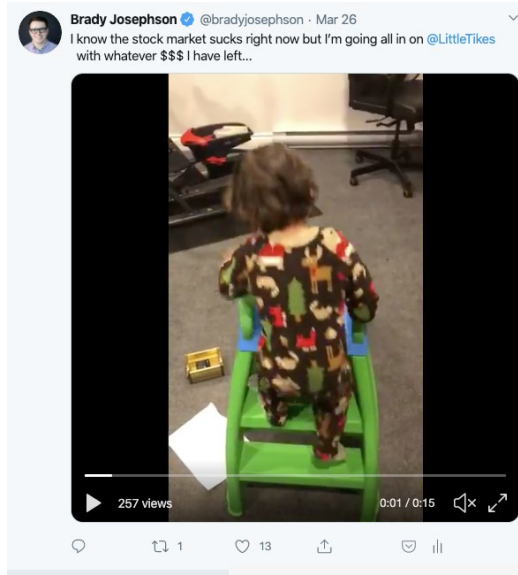 Brady Josephson @bradyjosephson · Mar 26
I know the stock market sucks right now but I'm going all in on @LittleTikes
with whatever $$$ I have left...
257 views
0:01 / 0:15
1
13